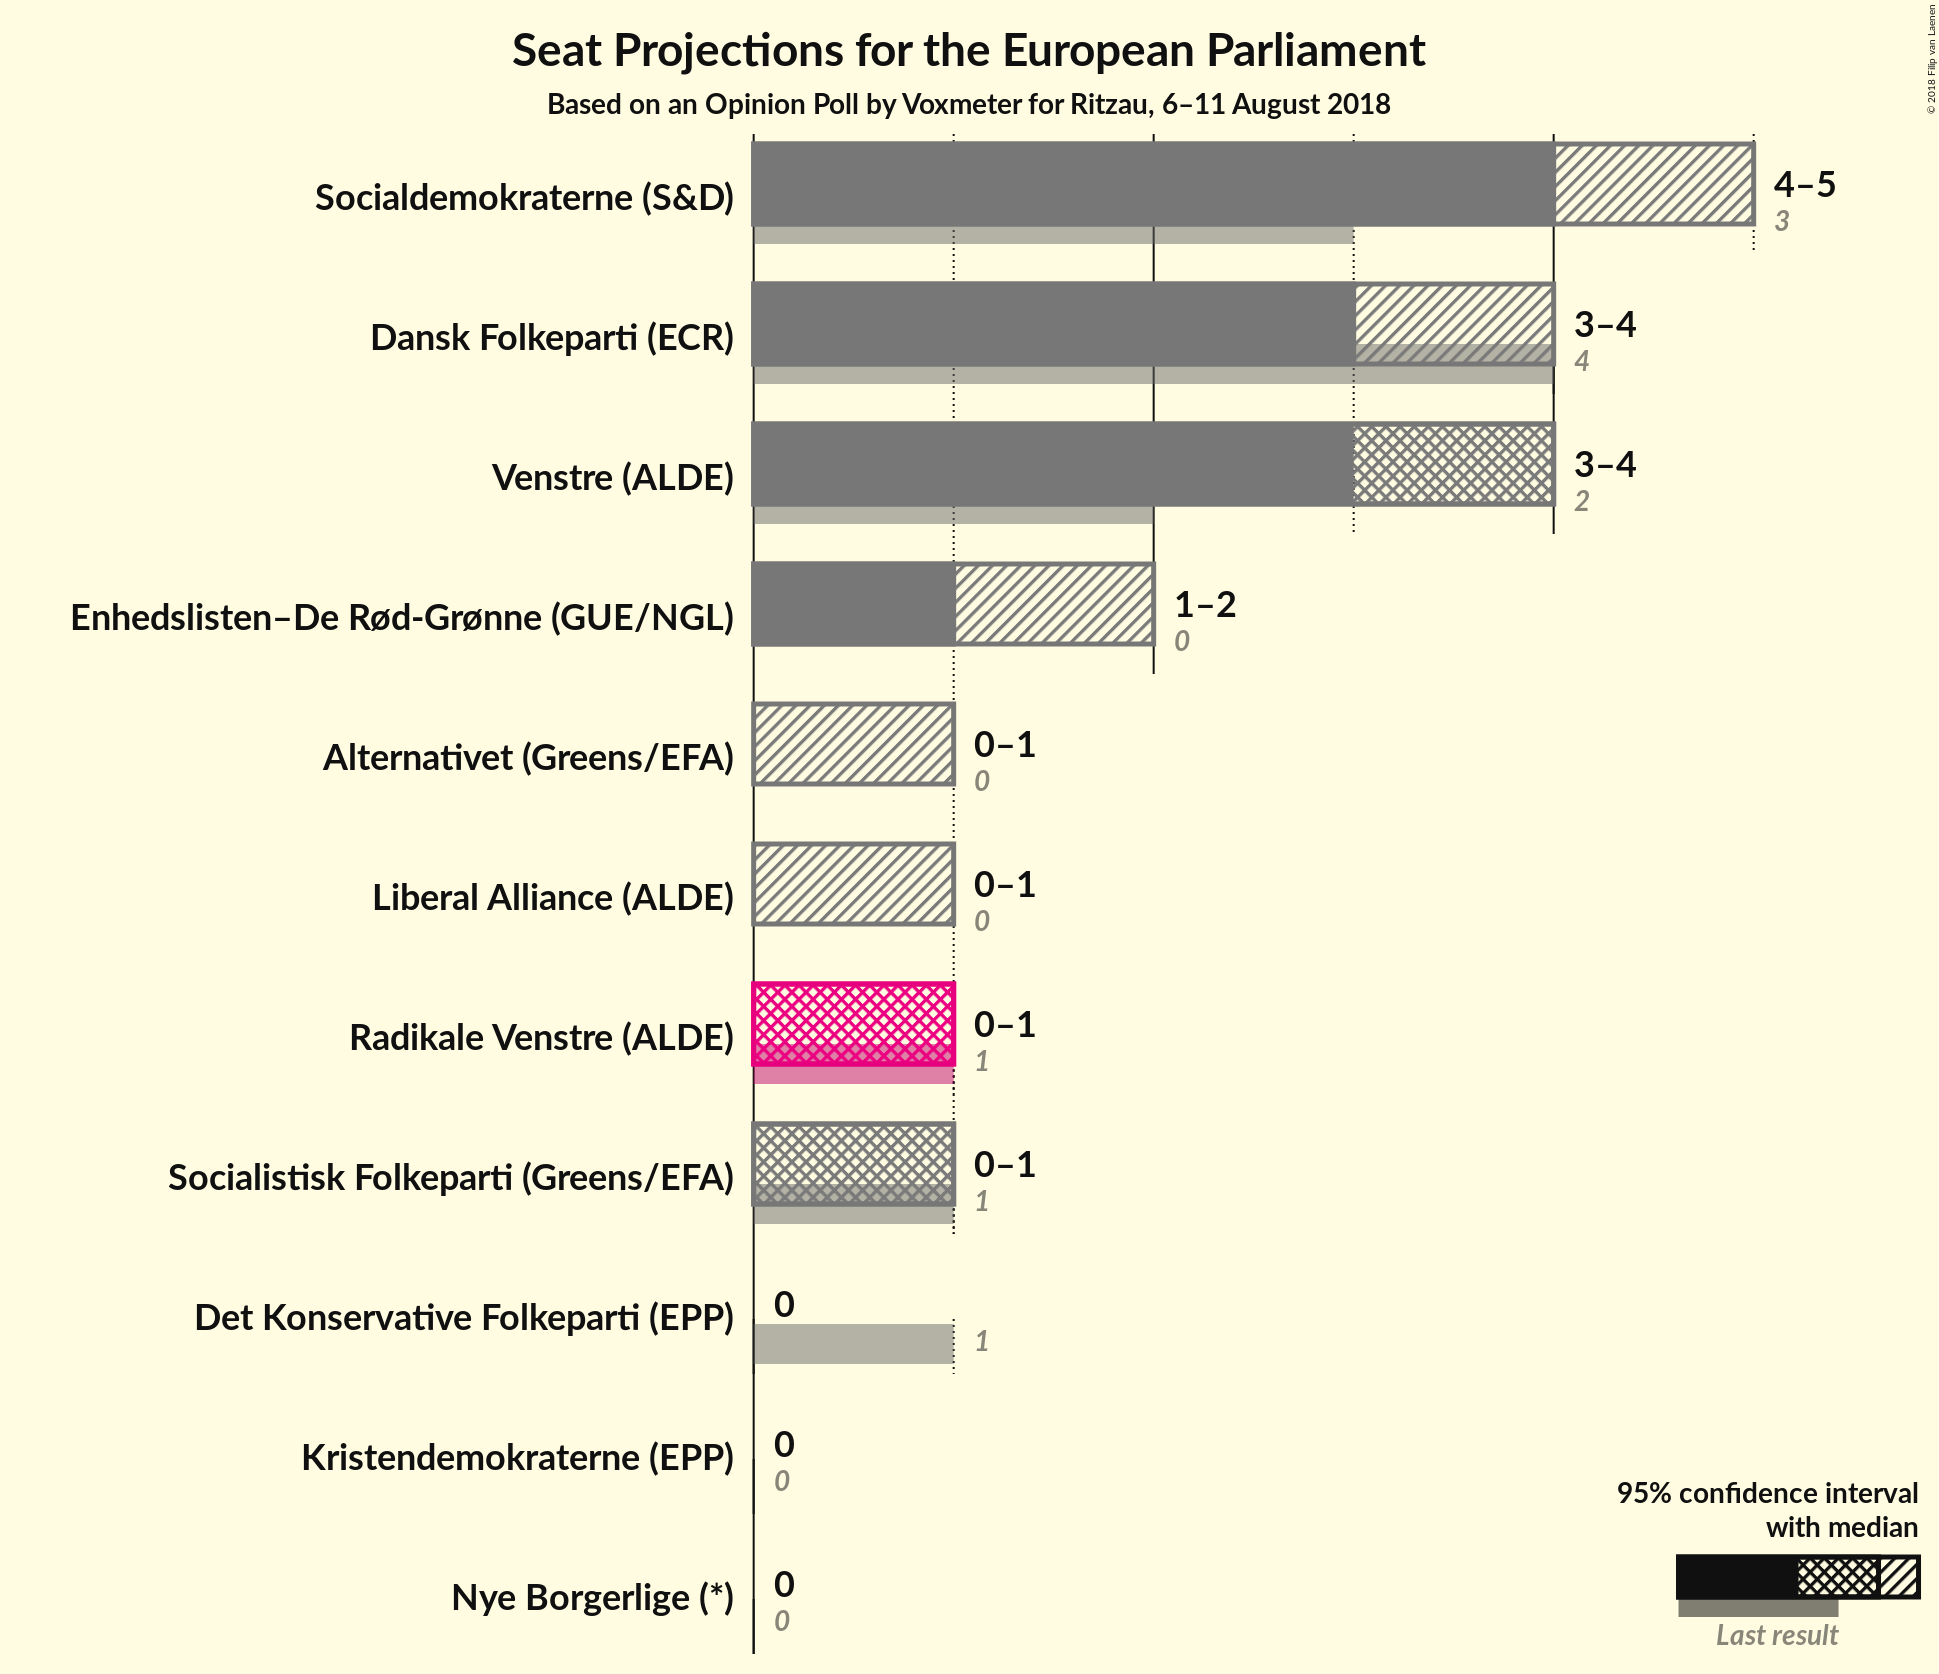 Seat Projections for the European Parliament
Based on an Opinion Poll by Voxmeter for Ritzau, 6–11 August 2018
© 2018 Filip van Laenen
Socialdemokraterne (S&D)
4–5
3
Dansk Folkeparti (ECR)
3–4
4
Venstre (ALDE)
3–4
2
Enhedslisten–De Rød-Grønne (GUE/NGL)
1–2
0
Alternativet (Greens/EFA)
0–1
0
Liberal Alliance (ALDE)
0–1
0
Radikale Venstre (ALDE)
0–1
1
Socialistisk Folkeparti (Greens/EFA)
0–1
1
Det Konservative Folkeparti (EPP)
0
1
Kristendemokraterne (EPP)
0
0
Nye Borgerlige (*)
0
0
95% confidence interval
with median
Last result